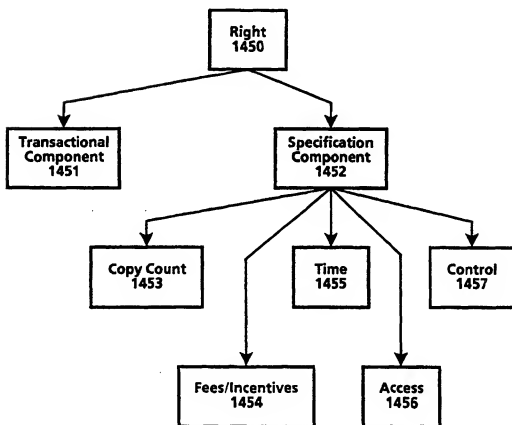 Right
1450
Transactional
Component
1451
Specification
Component
1452
Copy Count
1453
Time
1455
Control
1457
Fees/Incentives
1454
Access
1456